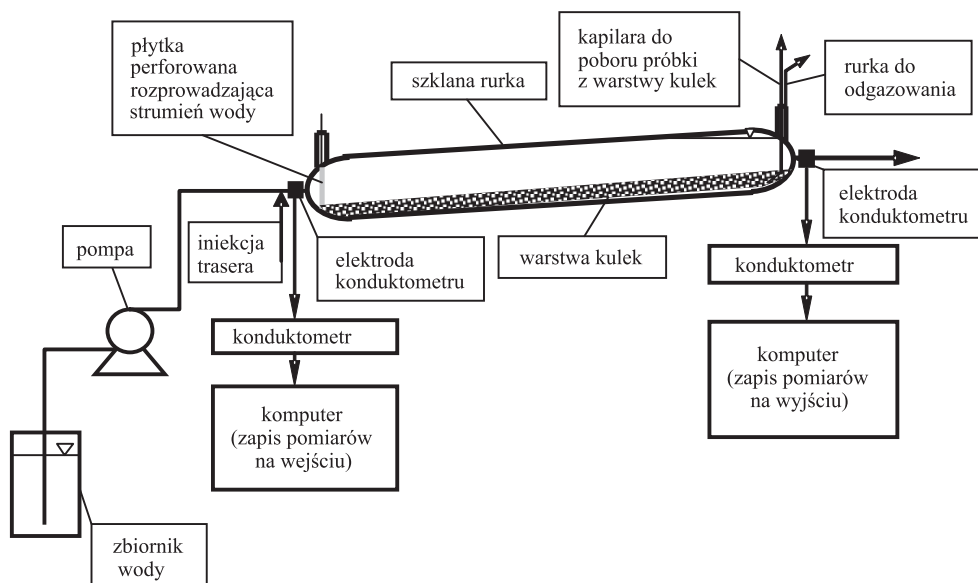 płytka
perforowana
rozprowadzająca
strumień wody
szklana rurka
kapilara do
poboru próbki
z warstwy kulek
rurka do
odgazowania
pompa
iniekcja
trasera
elektroda
konduktometru
warstwa kulek
elektroda
konduktometru
konduktometr
konduktometr
komputer
(zapis pomiarów
na wejściu)
komputer
(zapis pomiarów
na wyjściu)
zbiornik
wody